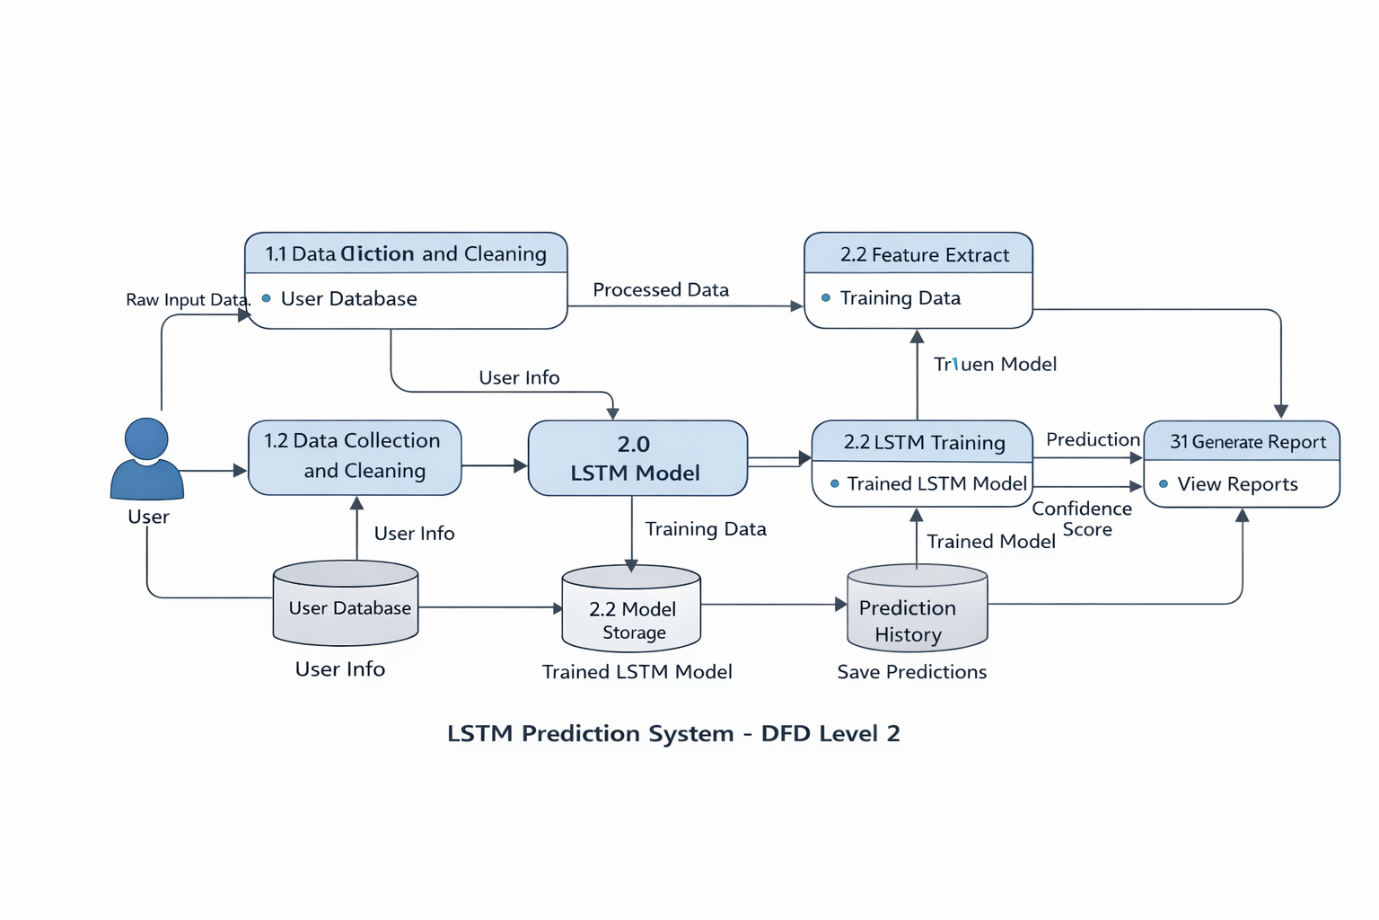 1.1 Data and Cleaning
User Database
Raw Input Data.
Processed Data
2.2 Feature Extract
Training Data
User Info
Model
User
1.2 Data Collection
and Cleaning
2.0
LSTM Model
2.2 LSTM Training
Trained LSTM Model
Prediction
Confidence
Score
31 Generate Report
View Reports
User Info
Training Data
Trained Model
User Database
User Info
2.2 Model
Storage
Trained LSTM Model
Prediction
History
Save Predictions
LSTM Prediction System - DFD Level 2